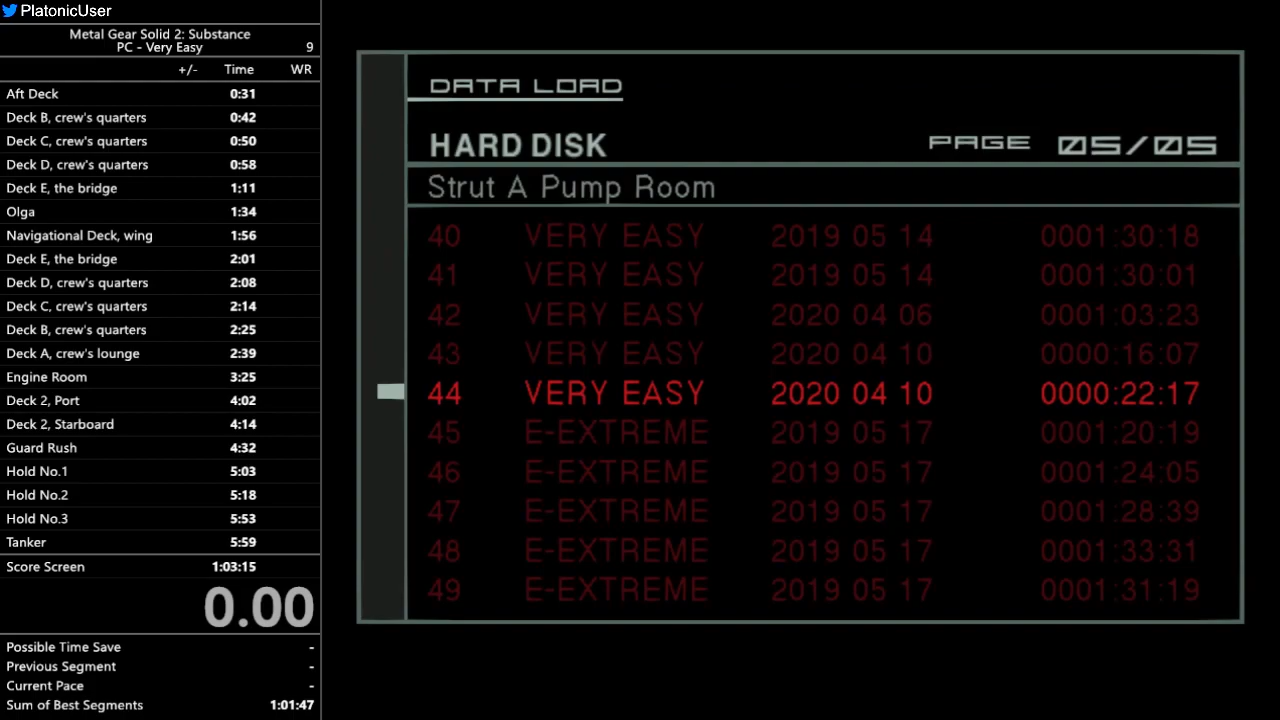 PlatonicUser
Metal Gear Solid 2: Substance
PC - Very Easy 9
+/- Time WR
Aft Deck 0:31
Deck B, crew's quarters 0:42
Deck C, crew's quarters 0:50
Deck D, crew's quarters 0:58
Deck E, the bridge 1:11
Olga 1:34
Navigational Deck, wing 1:56
Deck E, the bridge 2:01
Deck D, crew's quarters 2:08
Deck C, crew's quarters 2:14
Deck B, crew's quarters 2:25
Deck A, crew's lounge 2:39
Engine Room 3:25
Deck 2, Port 4:02
Deck 2, Starboard 4:14
Guard Rush 4:32
Hold No.1 5:03
Hold No.2 5:18
Hold No.3 5:53
Tanker 5:59
Score Screen 1:03:15
0.00
Possible Time Save -
Previous Segment -
Current Pace -
Sum of Best Segments 1:01:47
DATA LOAD
HARD DISK PAGE 05/05
Strut A Pump Room
40 VERY EASY 2019 05 14 0001:30:18
41 VERY EASY 2019 05 14 0001:30:01
42 VERY EASY 2020 04 06 0001:03:23
43 VERY EASY 2020 04 10 0000:16:07
44 VERY EASY 2020 04 10 0000:22:17
45 E-EXTREME 2019 05 17 0001:20:19
46 E-EXTREME 2019 05 17 0001:24:05
47 E-EXTREME 2019 05 17 0001:28:39
48 E-EXTREME 2019 05 17 0001:33:31
49 E-EXTREME 2019 05 17 0001:31:19